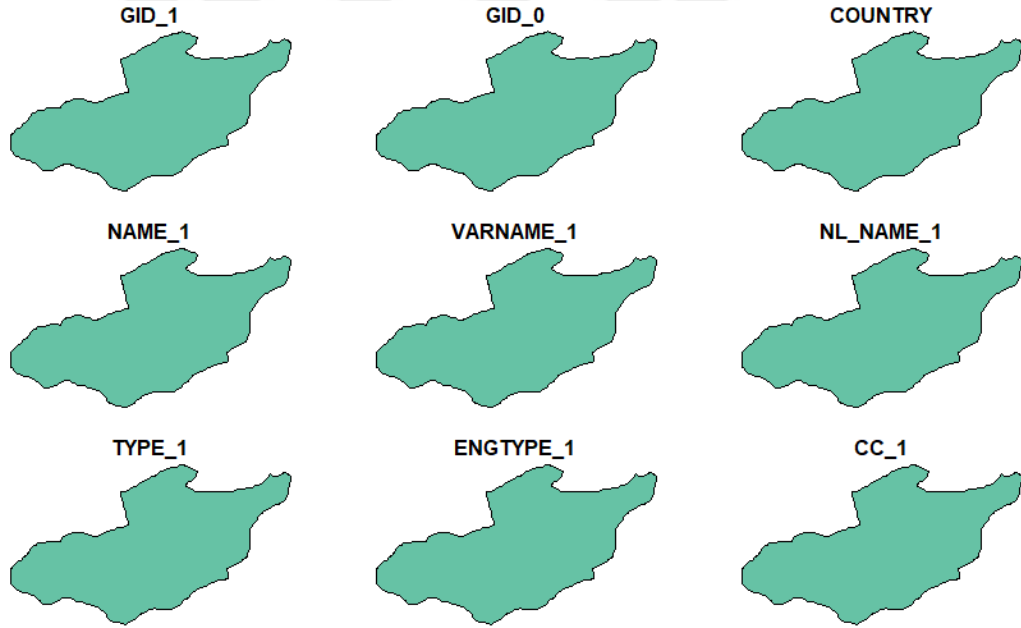 GID_1
GID_0
COUNTRY
NAME_1
VARNAME_1
NL_NAME_1
TYPE_1
ENGTYPE_1
CC_1